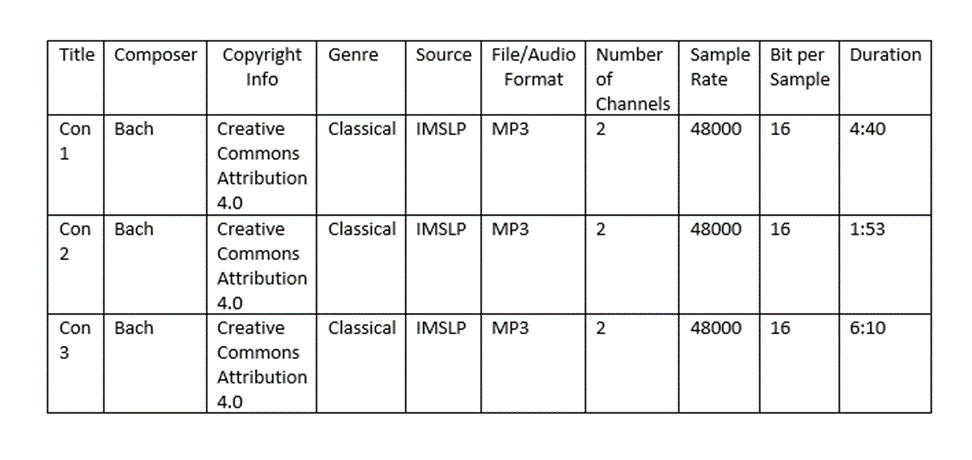 Title Composer Copyright Info Genre Source File/Audio Format Number of Channels Sample Rate Bit per Sample Duration
Con 1 Bach Creative Commons Attribution 4.0 Classical IMSLP MP3 2 48000 16 4:40
Con 2 Bach Creative Commons Attribution 4.0 Classical IMSLP MP3 2 48000 16 1:53
Con 3 Bach Creative Commons Attribution 4.0 Classical IMSLP MP3 2 48000 16 6:10